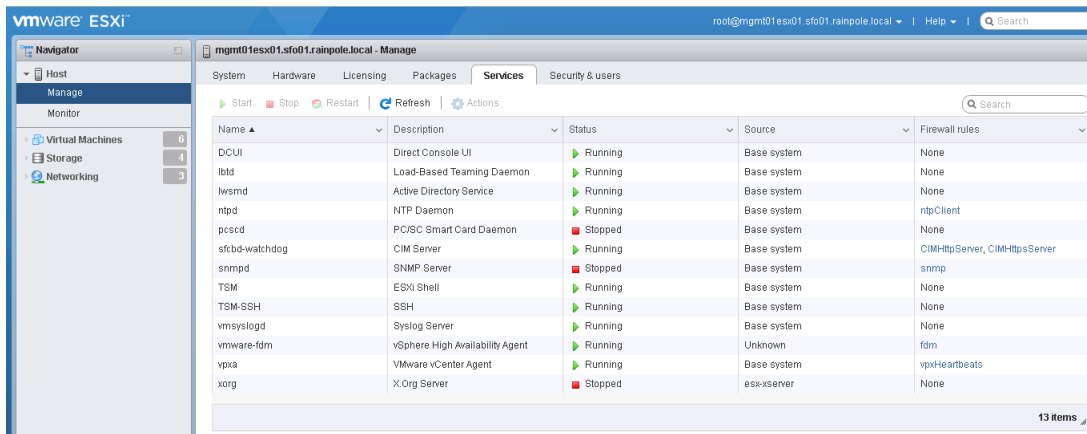 vmware ESXi™
root@mgmt01esx01.sfo01.rainpole.local | Help | Search
Navigator
mgmt01esx01.sfo01.rainpole.local - Manage
Host
Manage
Monitor
Virtual Machines 6
Storage 4
Networking 3
System Hardware Licensing Packages Services Security & users
Start Stop Restart | Refresh | Actions Search
Name Description Status Source Firewall rules
DCUI Direct Console UI Running Base system None
lbtd Load-Based Teaming Daemon Running Base system None
lwsmd Active Directory Service Running Base system None
ntpd NTP Daemon Running Base system ntpClient
pcscd PC/SC Smart Card Daemon Stopped Base system None
sfcbd-watchdog CIM Server Running Base system CIMHttpServer, CIMHttpsServer
snmpd SNMP Server Stopped Base system snmp
TSM ESXi Shell Running Base system None
TSM-SSH SSH Running Base system None
vmsyslogd Syslog Server Running Base system None
vmware-fdm vSphere High Availability Agent Running Unknown fdm
vpxa VMware vCenter Agent Running Base system vpxHeartbeats
xorg X.Org Server Stopped esx-xserver None
13 items